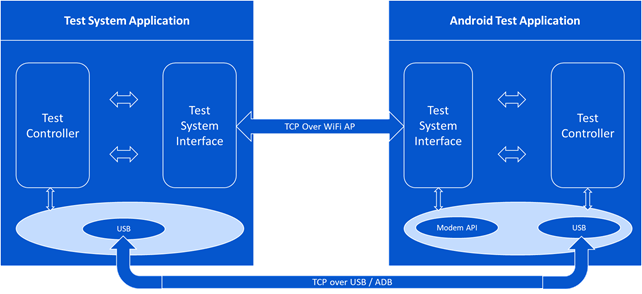 Test System Application
Test
Controller
Test
System
Interface
USB
TCP Over WiFi AP
Android Test Application
Test
System
Interface
Test
Controller
Modem API
USB
TCP over USB / ADB